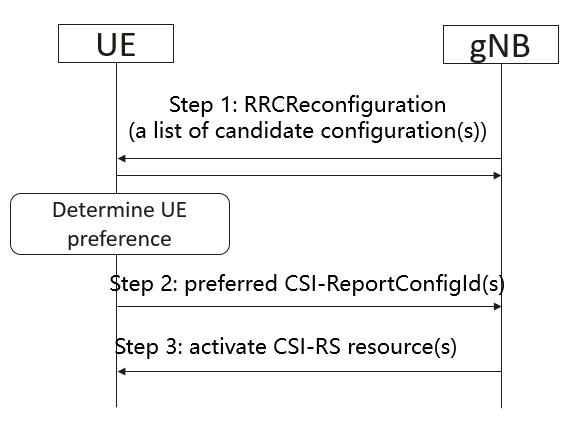 UE
gNB
Step 1: RRCReconfiguration
(a list of candidate configuration(s))
Determine UE
preference
Step 2: preferred CSI-ReportConfigId(s)
Step 3: activate CSI-RS resource(s)